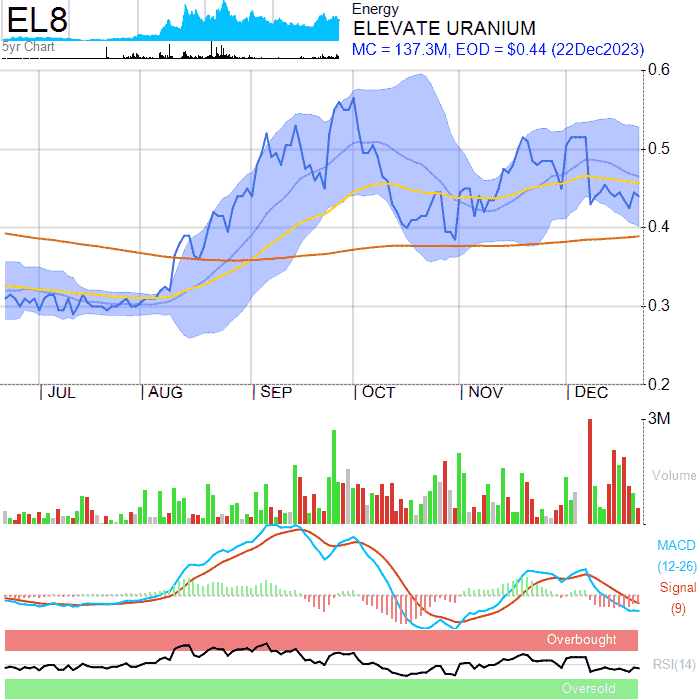 EL8
5yr Chart
Energy
ELEVATE URANIUM
MC = 137.3M, EOD = $0.44 (22Dec2023)
0.6
0.5
0.4
0.3
0.2
JUL AUG SEP OCT NOV DEC
3M
Volume
MACD
(12-26)
Signal
(9)
Overbought
RSI(14)
Oversold